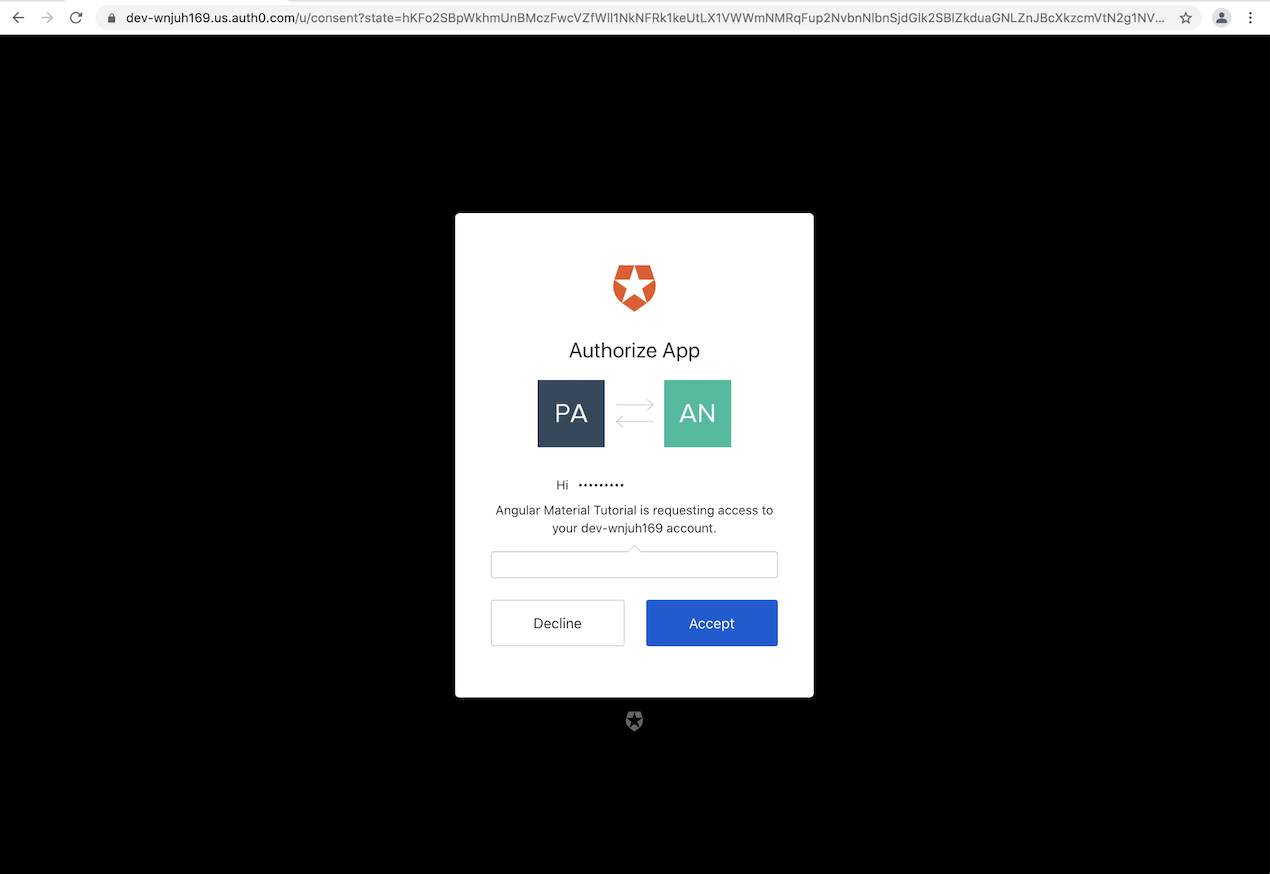 dev-wnjuh169.us.auth0.com/u/consent?state=hKFo2SBpWkhmUnBMczFwcVZfWll1NkNFRk1keUtLX1VWWmNMRqFup2NvbnNlbnSjdGlk2SBlZkduaGNLZnJBcXkzcmVtN2g1NV...
Authorize App
PA
AN
Hi •••••••••
Angular Material Tutorial is requesting access to
your dev-wnjuh169 account.
Decline
Accept